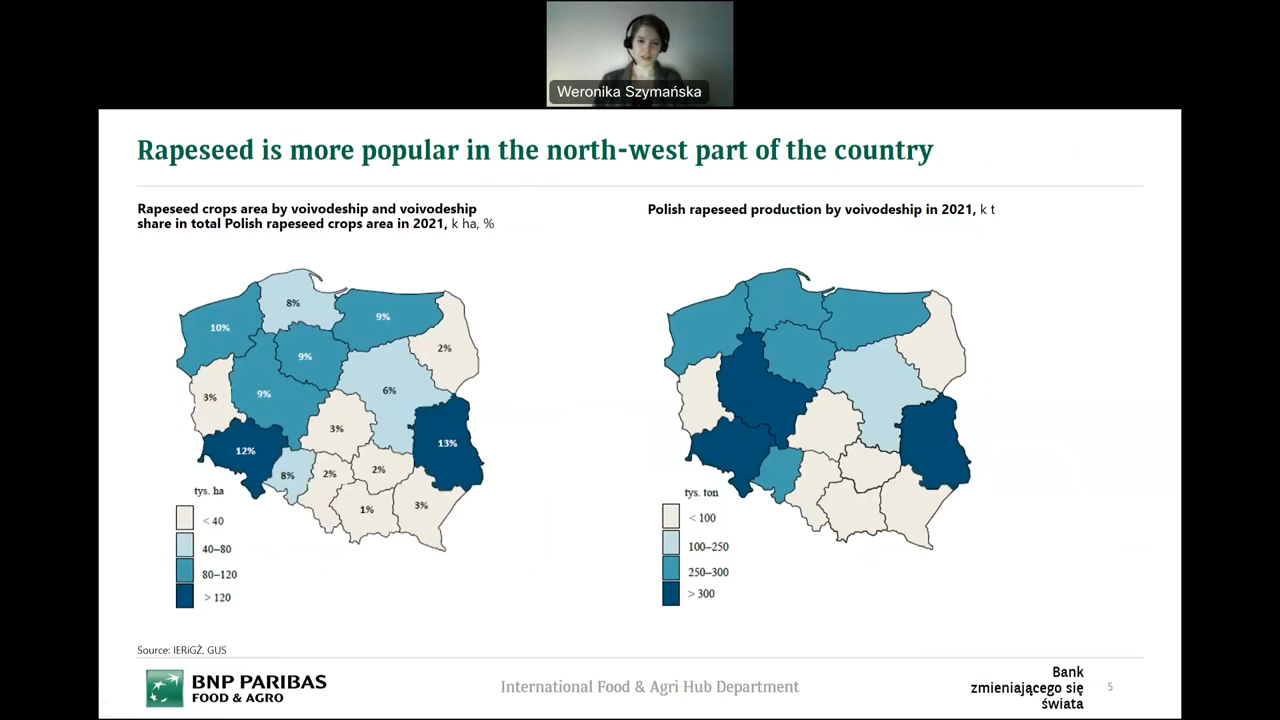 Weronika Szymańska
Rapeseed is more popular in the north-west part of the country
Rapeseed crops area by voivodeship and voivodeship
share in total Polish rapeseed crops area in 2021, k ha, %
8%
10%
9%
2%
9%
6%
3%
9%
3%
13%
12%
2%
8%
2%
3%
1%
tys. ha
< 40
40–80
80–120
> 120
Polish rapeseed production by voivodeship in 2021, k t
tys. ton
< 100
100–250
250–300
> 300
Source: IERiGŻ, GUS
BNP PARIBAS
FOOD & AGRO
International Food & Agri Hub Department
Bank
zmieniającego się
świata
5